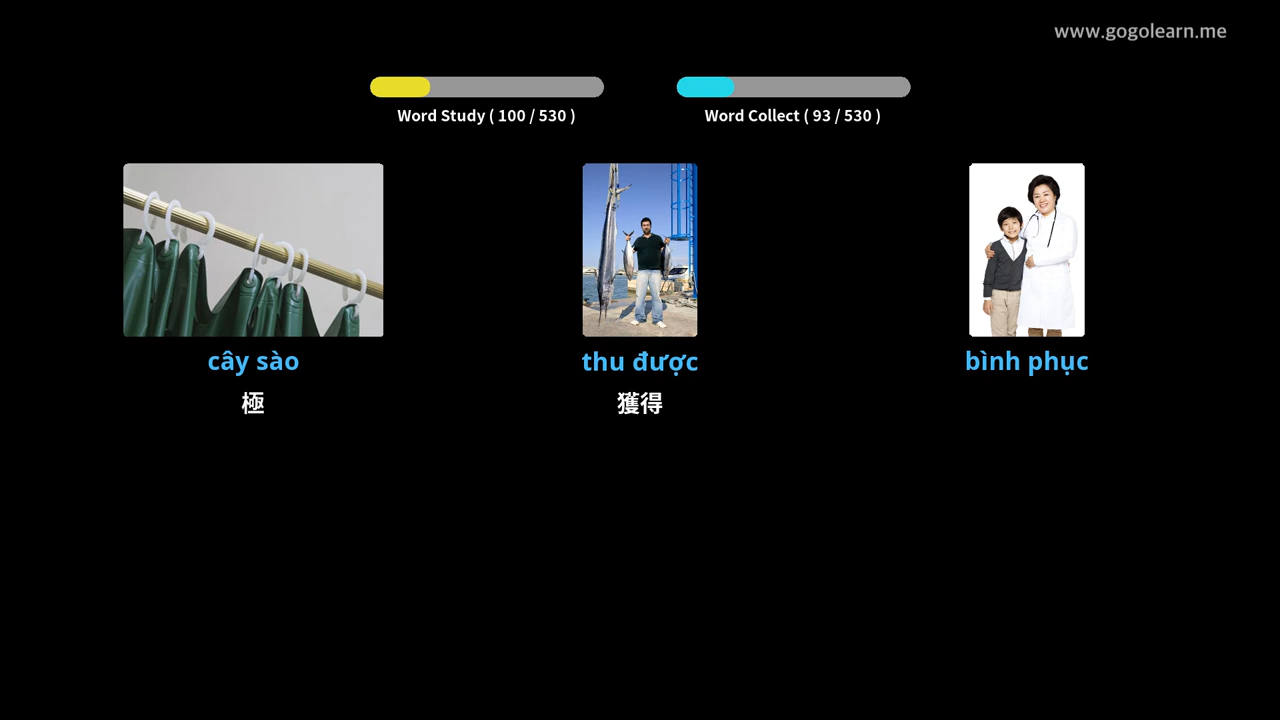 www.gogolearn.me
Word Study ( 100 / 530 )
Word Collect ( 93 / 530 )
cây sào
thu được
bình phục
極
獲得